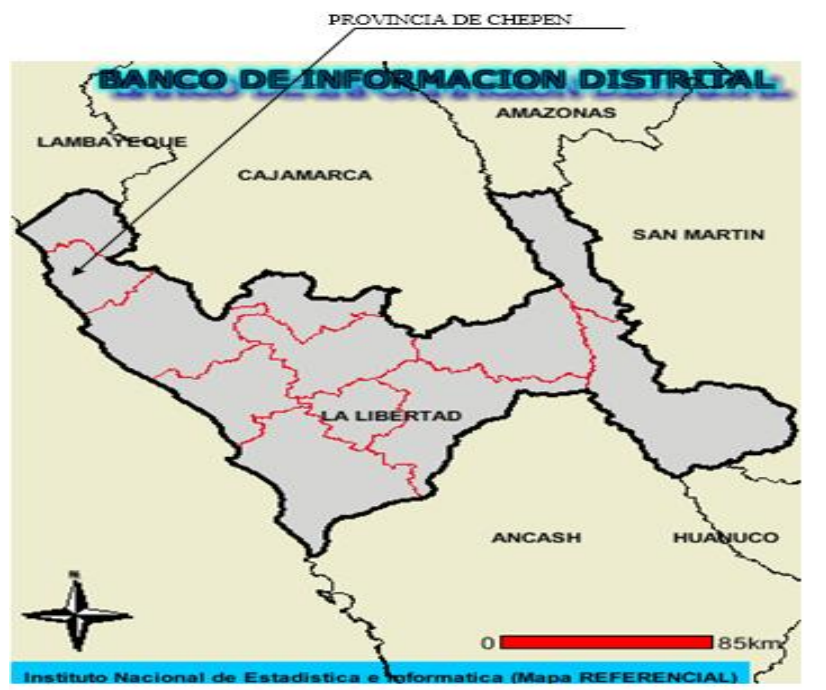 PROVINCIA DE CHEPEN
BANCO DE INFORMACION DISTRITAL
AMAZONAS
LAMBAYEQUE
CAJAMARCA
SAN MARTIN
LA LIBERTAD
ANCASH
HUANUCO
N
0 85km
Instituto Nacional de Estadística e Informatica (Mapa REFERENCIAL)